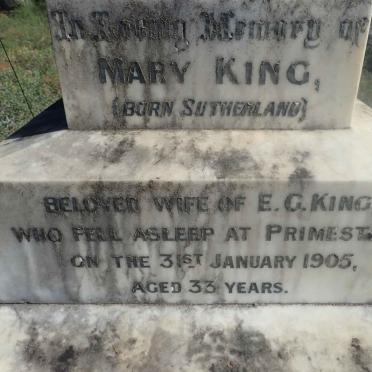 In Loving Memory of
MARY KING,
(BORN SUTHERLAND)
BELOVED WIFE OF E. G. KING
WHO FELL ASLEEP AT
ON THE 31ST JANUARY 1905,
AGED 33 YEARS.